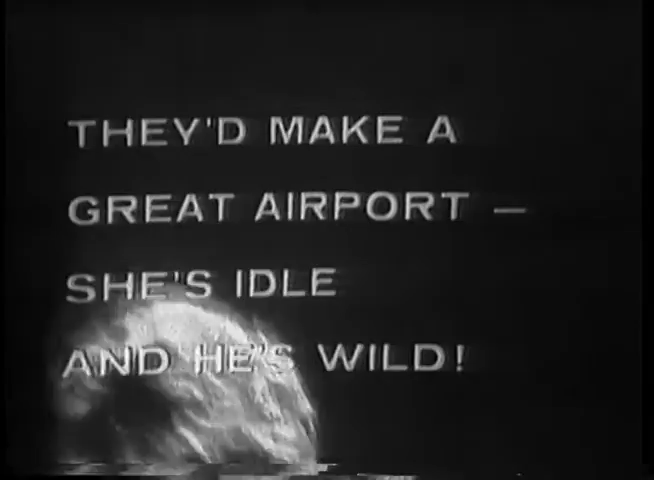 THEY'D MAKE A
GREAT AIRPORT —
SHE'S IDLE
AND HE'S WILD!